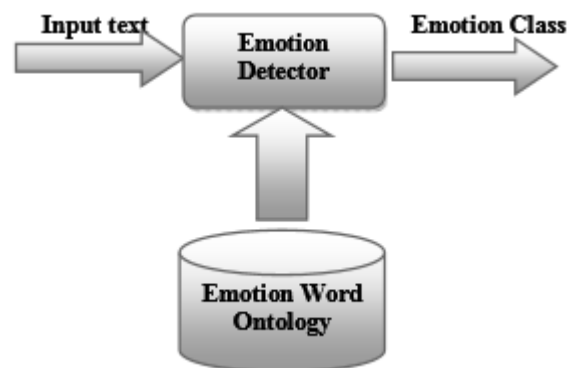 Input text
Emotion
Detector
Emotion Class
Emotion Word
Ontology